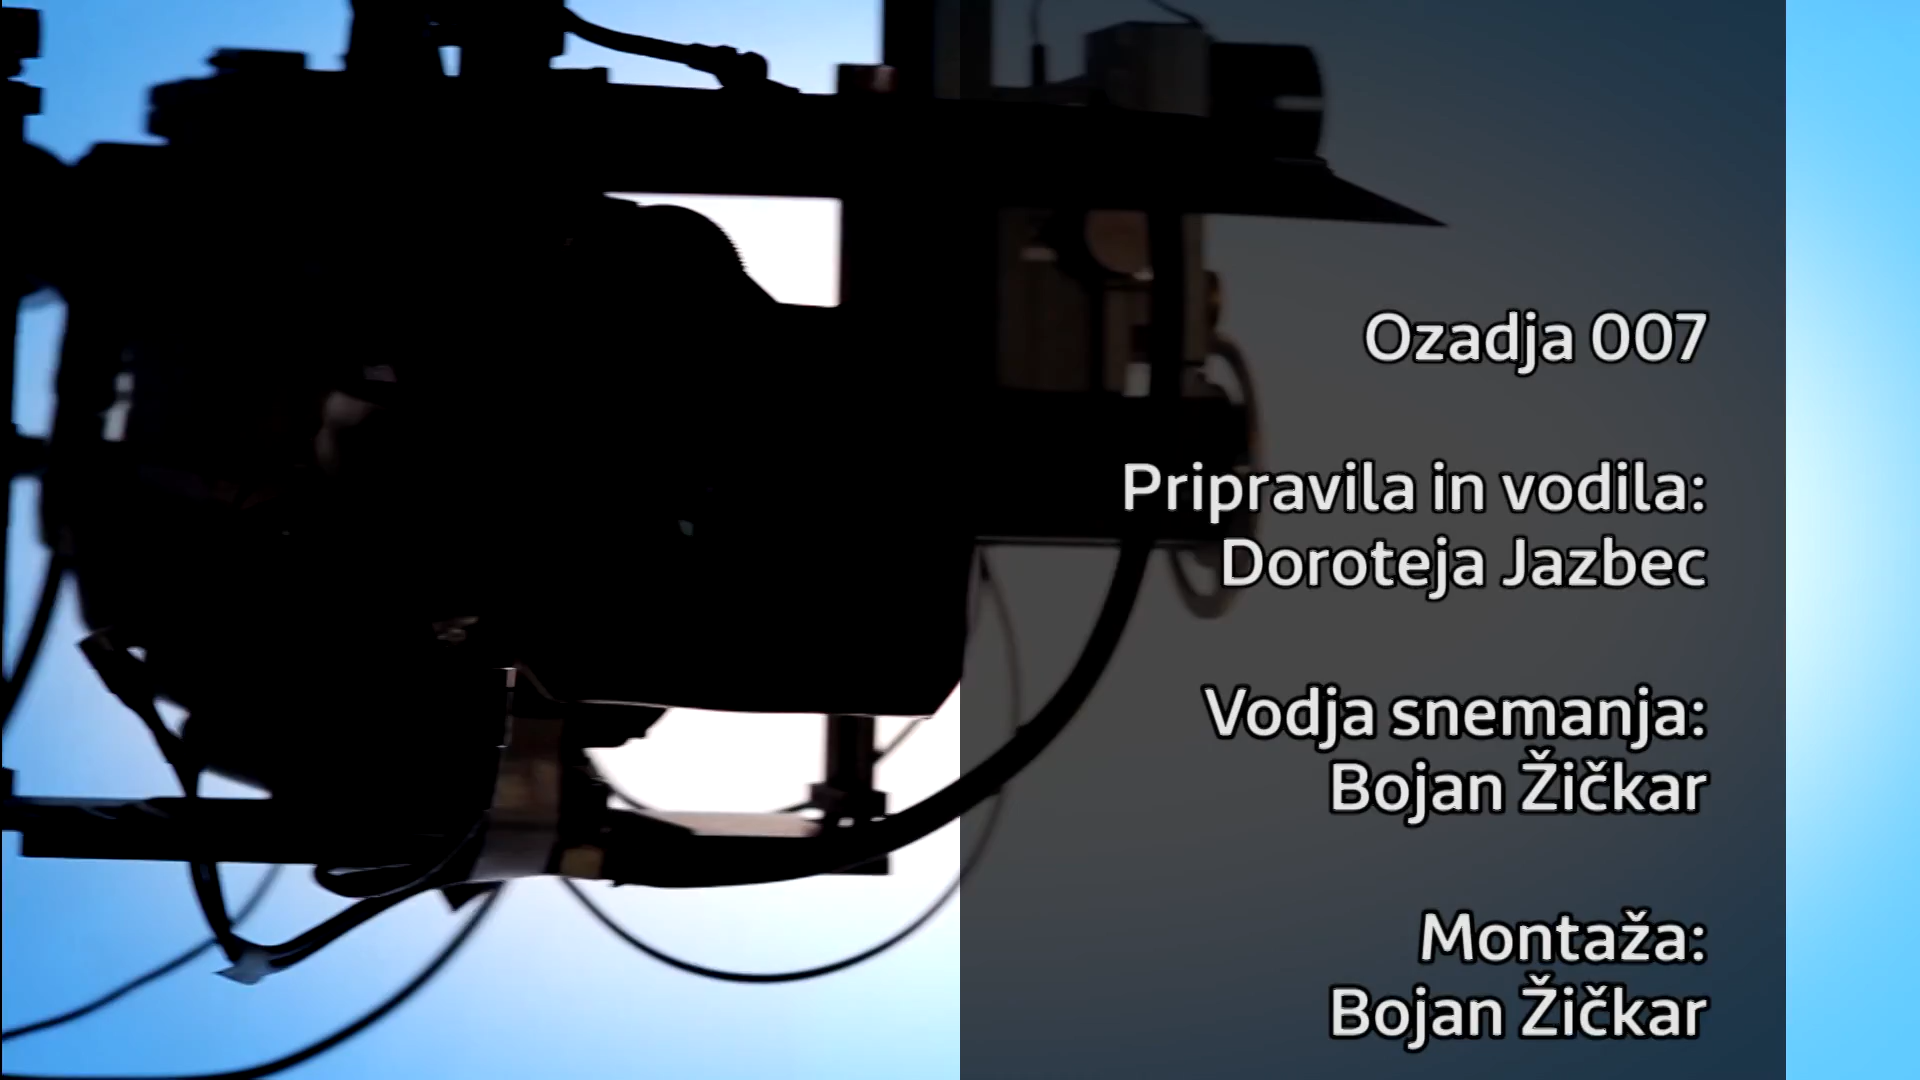 Ozadja 007
Pripravila in vodila:
Doroteja Jazbec
Vodja snemanja:
Bojan Žičkar
Montaža:
Bojan Žičkar